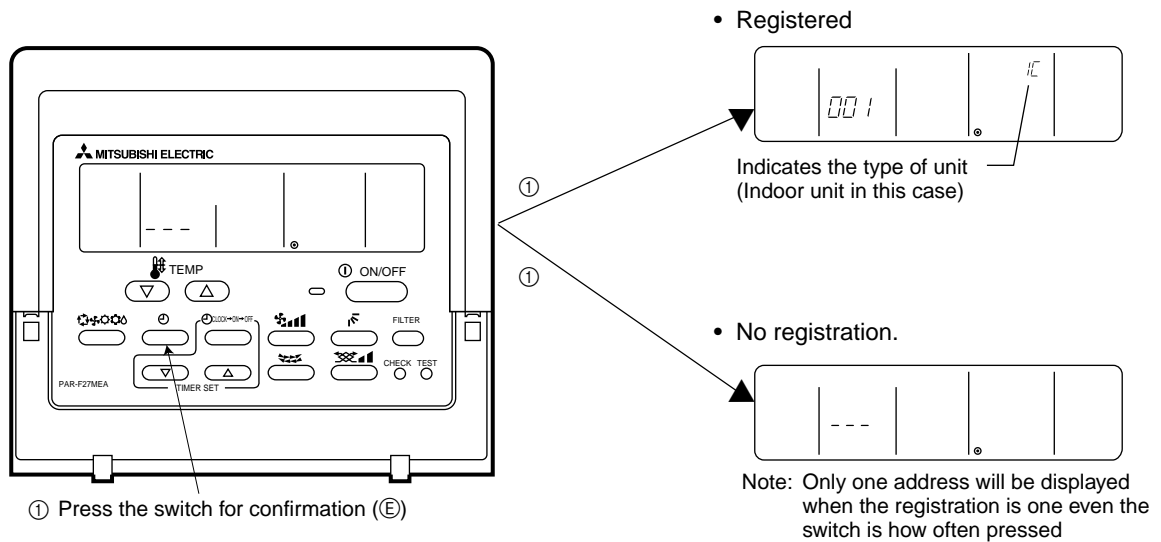 MITSUBISHI ELECTRIC
- - -
TEMP
ON/OFF
CLOCK→ON→OFF
FILTER
CHECK TEST
PAR-F27MEA
TIMER SET
① Press the switch for confirmation (Ⓔ)
①
①
• Registered
1C
001
Indicates the type of unit
(Indoor unit in this case)
• No registration.
- - -
Note: Only one address will be displayed
when the registration is one even the
switch is how often pressed